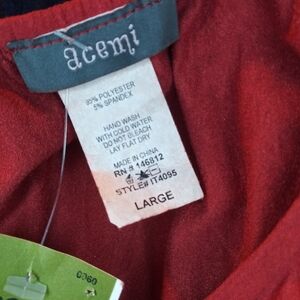 acemi
95% POLYESTER
5% SPANDEX
HAND WASH
WITH COLD WATER
DO NOT BLEACH
LAY FLAT DRY
MADE IN CHINA
RN # 146812
STYLE# IT4095
LARGE
0060